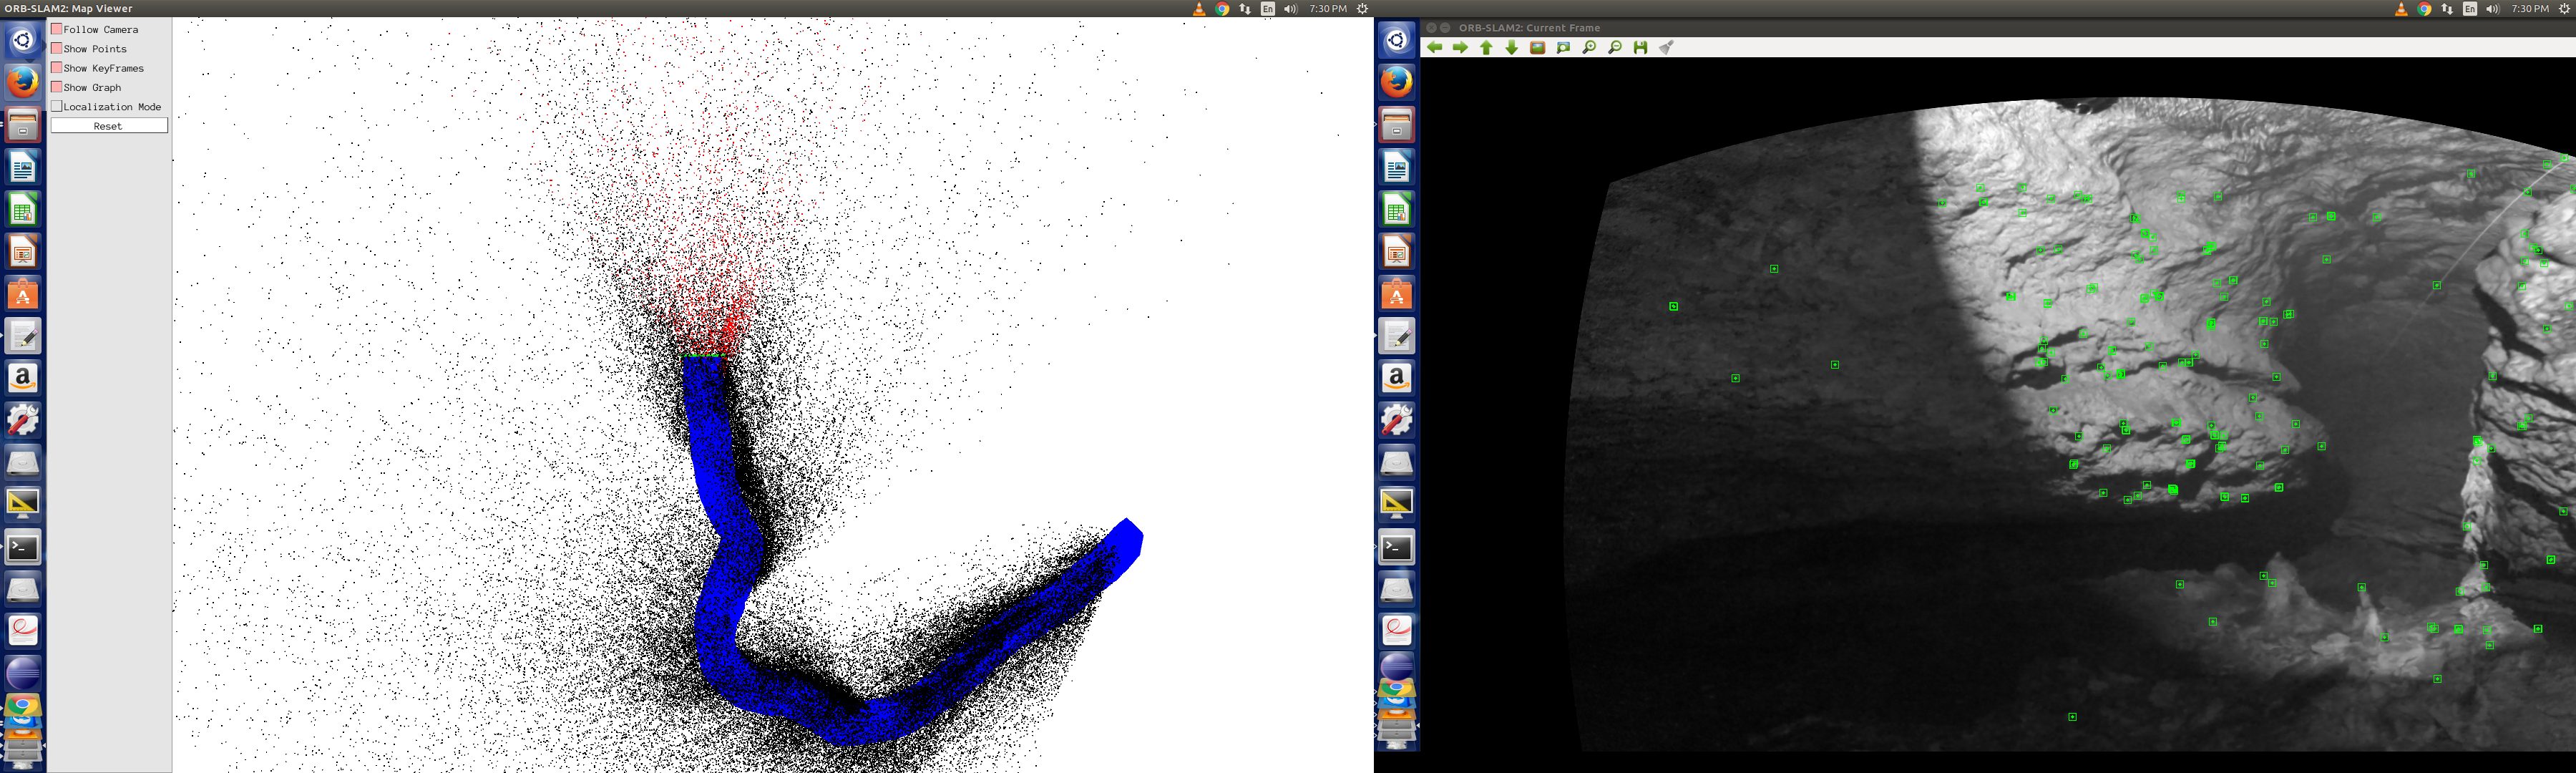 ORB-SLAM2: Map Viewer
En
7:30 PM
Follow Camera
Show Points
Show KeyFrames
Show Graph
Localization Mode
Reset
En
7:30 PM
ORB-SLAM2: Current Frame